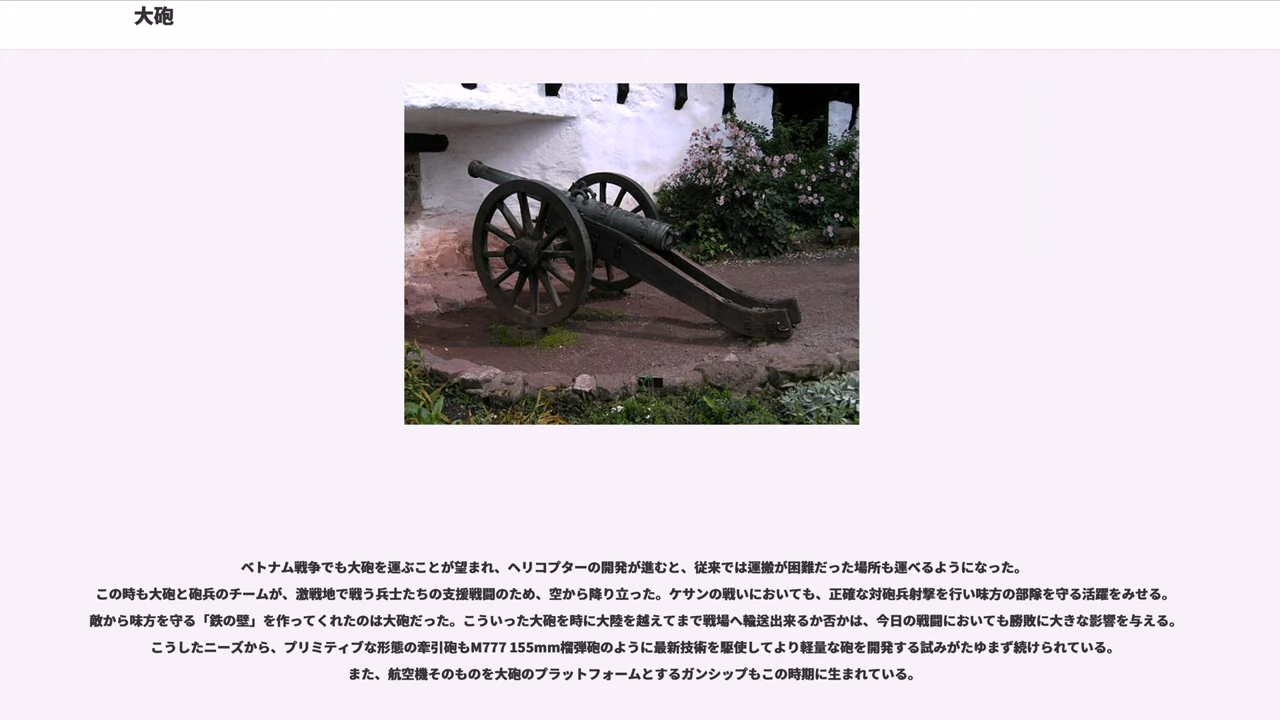 大砲
ベトナム戦争でも大砲を運ぶことが望まれ、ヘリコプターの開発が進むと、従来では運搬が困難だった場所も運べるようになった。
この時も大砲と砲兵のチームが、激戦地で戦う兵士たちの支援戦闘のため、空から降り立った。ケサンの戦いにおいても、正確な対砲兵射撃を行い味方の部隊を守る活躍をみせる。
敵から味方を守る「鉄の壁」を作ってくれたのは大砲だった。こういった大砲を時に大陸を越えてまで戦場へ輸送出来るか否かは、今日の戦闘においても勝敗に大きな影響を与える。
こうしたニーズから、プリミティブな形態の牽引砲もM777 155mm榴弾砲のように最新技術を駆使してより軽量な砲を開発する試みがたゆまず続けられている。
また、航空機そのものを大砲のプラットフォームとするガンシップもこの時期に生まれている。